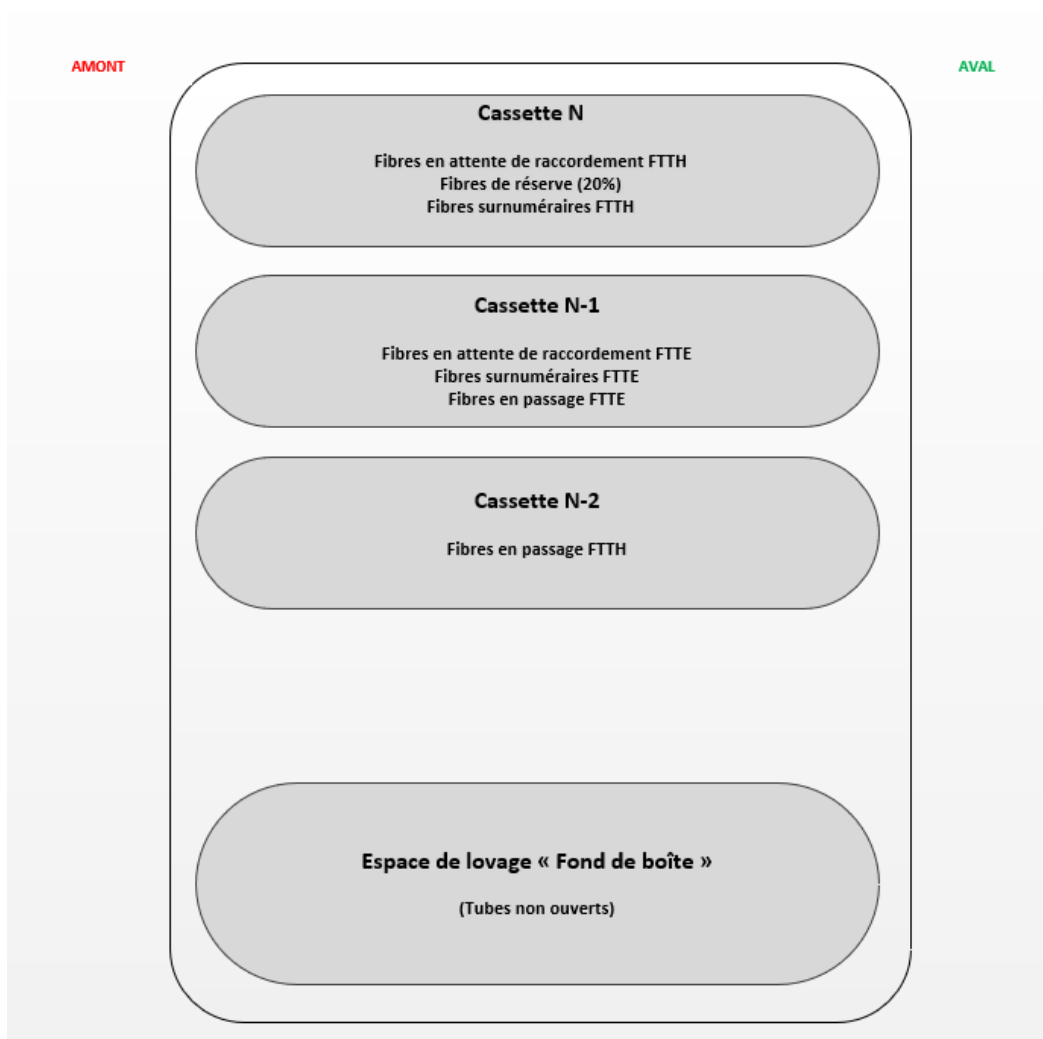 AMONT
AVAL
Cassette N
Fibres en attente de raccordement FTTH
Fibres de réserve (20%)
Fibres surnuméraires FTTH
Cassette N-1
Fibres en attente de raccordement FTTE
Fibres surnuméraires FTTE
Fibres en passage FTTE
Cassette N-2
Fibres en passage FTTH
Espace de lovage « Fond de boîte »
(Tubes non ouverts)